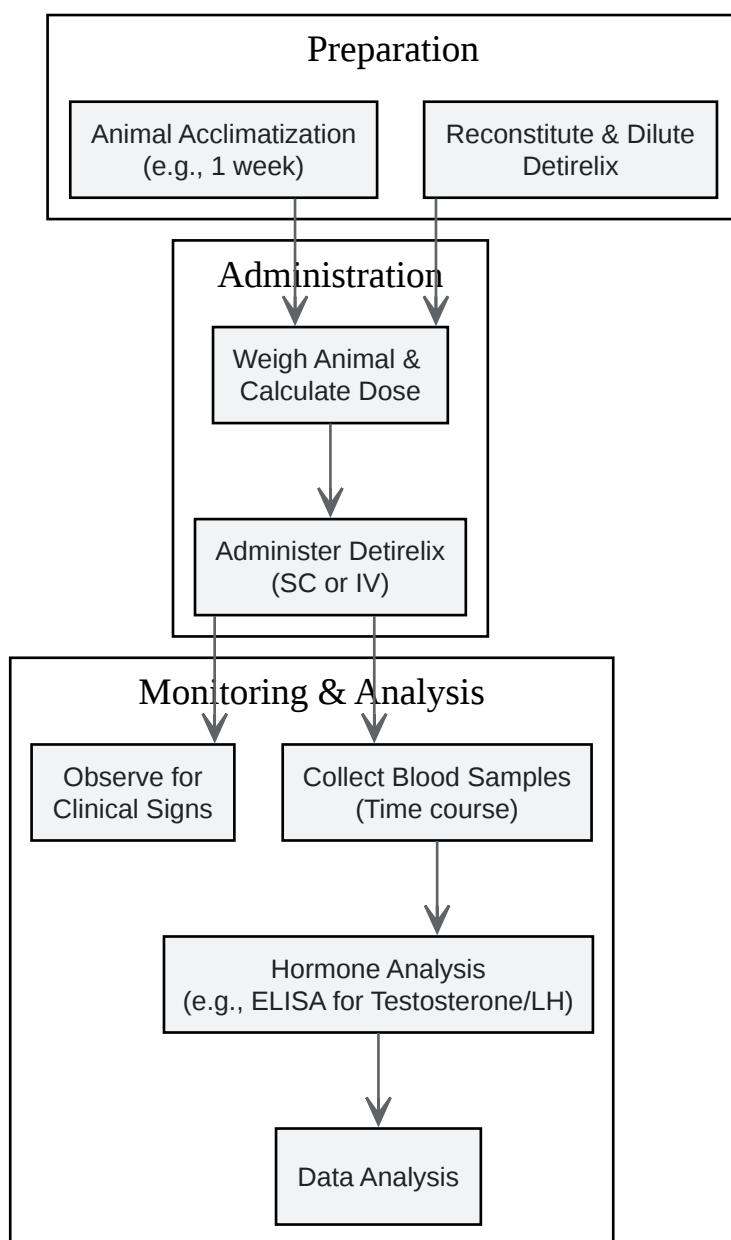 Preparation
Animal Acclimatization
(e.g., 1 week)
Reconstitute & Dilute
Detirelix
Administration
Weigh Animal &
Calculate Dose
Administer Detirelix
(SC or IV)
Monitoring & Analysis
Observe for
Clinical Signs
Collect Blood Samples
(Time course)
Hormone Analysis
(e.g., ELISA for Testosterone/LH)
Data Analysis